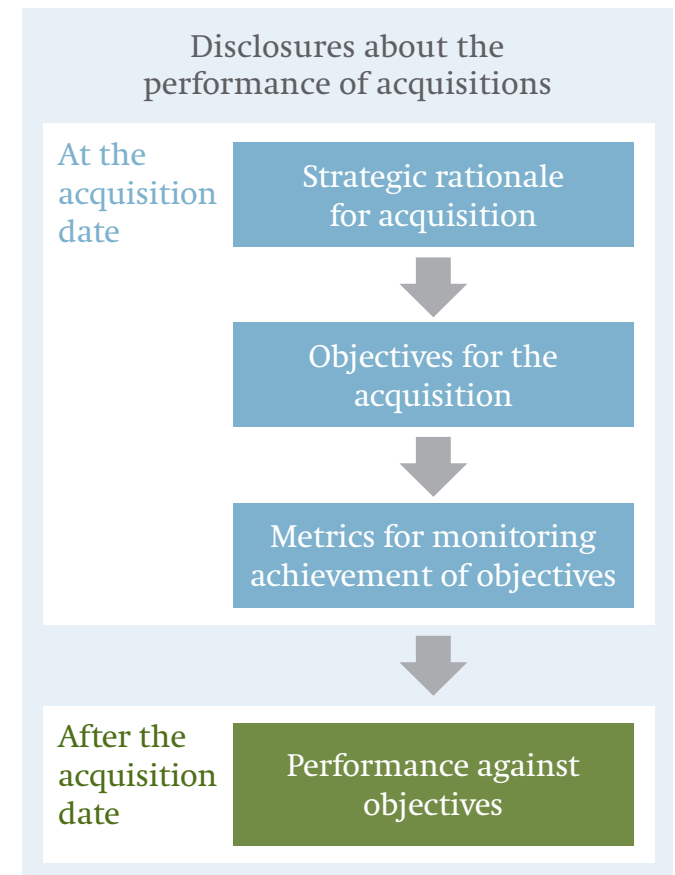 Disclosures about the
performance of acquisitions
At the
acquisition
date
Strategic rationale
for acquisition
Objectives for the
acquisition
Metrics for monitoring
achievement of objectives
After the
acquisition
date
Performance against
objectives